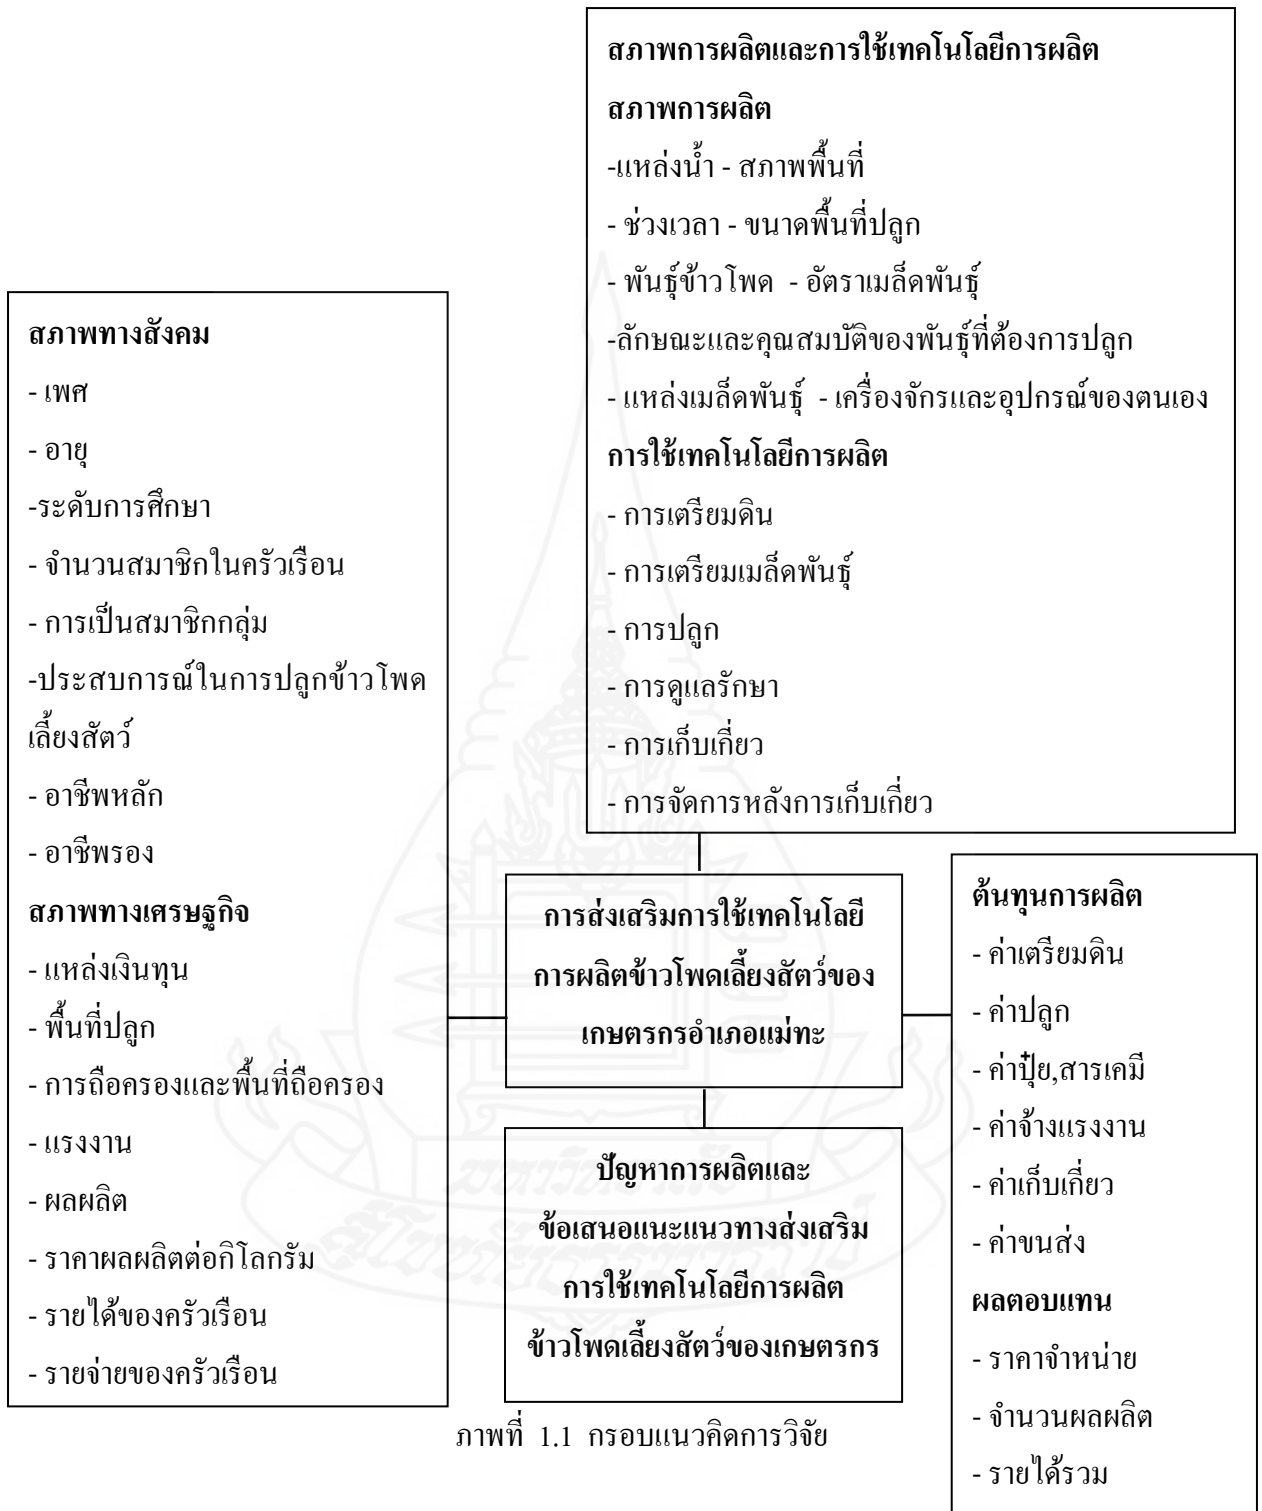 สภาพการผลิตและการใช้เทคโนโลยีการผลิต
สภาพการผลิต
-แหล่งน้ำ - สภาพพื้นที่
- ช่วงเวลา - ขนาดพื้นที่ปลูก
- พันธุ์ข้าวโพด - อัตราเมล็ดพันธุ์
-ลักษณะและคุณสมบัติของพันธุ์ที่ต้องการปลูก
- แหล่งเมล็ดพันธุ์ - เครื่องจักรและอุปกรณ์ของตนเอง
การใช้เทคโนโลยีการผลิต
- การเตรียมดิน
- การเตรียมเมล็ดพันธุ์
- การปลูก
- การดูแลรักษา
- การเก็บเกี่ยว
- การจัดการหลังการเก็บเกี่ยว
สภาพทางสังคม
- เพศ
- อายุ
-ระดับการศึกษา
- จำนวนสมาชิกในครัวเรือน
- การเป็นสมาชิกกลุ่ม
-ประสบการณ์ในการปลูกข้าวโพด
เลี้ยงสัตว์
- อาชีพหลัก
- อาชีพรอง
สภาพทางเศรษฐกิจ
- แหล่งเงินทุน
- พื้นที่ปลูก
- การถือครองและพื้นที่ถือครอง
- แรงงาน
- ผลผลิต
- ราคาผลผลิตต่อกิโลกรัม
- รายได้ของครัวเรือน
- รายจ่ายของครัวเรือน
การส่งเสริมการใช้เทคโนโลยี
การผลิตข้าวโพดเลี้ยงสัตว์ของ
เกษตรกรอำเภอแม่ทะ
ปัญหาการผลิตและ
ข้อเสนอแนะแนวทางส่งเสริม
การใช้เทคโนโลยีการผลิต
ข้าวโพดเลี้ยงสัตว์ของเกษตรกร
ต้นทุนการผลิต
- ค่าเตรียมดิน
- ค่าปลูก
- ค่าปุ๋ย,สารเคมี
- ค่าจ้างแรงงาน
- ค่าเก็บเกี่ยว
- ค่าขนส่ง
ผลตอบแทน
- ราคาจำหน่าย
- จำนวนผลผลิต
- รายได้รวม
มหาวิทยาลัย
สุโขทัยธรรมาธิราช
ภาพที่ 1.1 กรอบแนวคิดการวิจัย